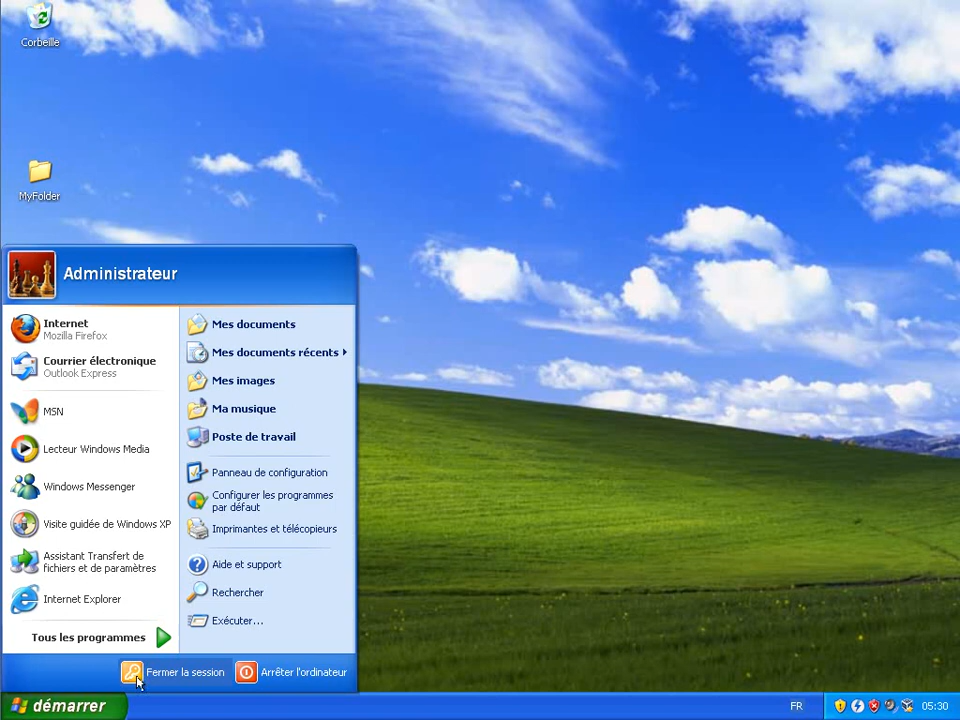 Corbeille
MyFolder
Administrateur
Internet
Mozilla Firefox
Courrier électronique
Outlook Express
MSN
Lecteur Windows Media
Windows Messenger
Visite guidée de Windows XP
Assistant Transfert de
fichiers et de paramètres
Internet Explorer
Tous les programmes
Mes documents
Mes documents récents
Mes images
Ma musique
Poste de travail
Panneau de configuration
Configurer les programmes
par défaut
Imprimantes et télécopieurs
Aide et support
Rechercher
Exécuter...
Fermer la session
Arrêter l'ordinateur
démarrer
FR
05:30